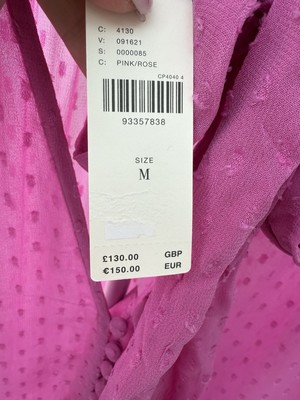 C: 4130
V: 091621
S: 0000085
C: PINK/ROSE
CP4040 4
93357838
SIZE
M
£130.00 GBP
€150.00 EUR